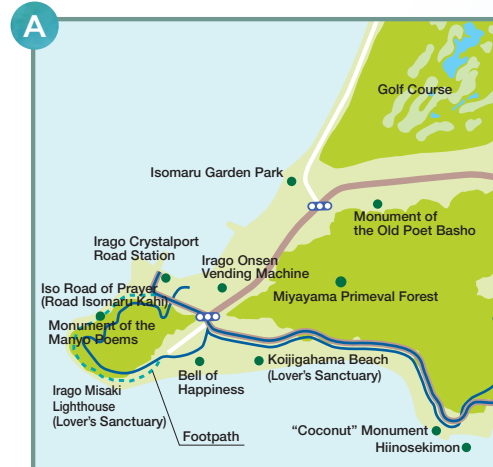 A
Golf Course
Isomaru Garden Park
Monument of
the Old Poet Basho
Irago Crystalport
Road Station
Irago Onsen
Vending Machine
Iso Road of Prayer
(Road Isomaru Kahi)
Miyayama Primeval Forest
Monument of the
Manyo Poems
Koijigahama Beach
(Lover's Sanctuary)
Bell of
Happiness
Irago Misaki
Lighthouse
(Lover's Sanctuary)
Footpath
"Coconut" Monument
Hiinosekimon